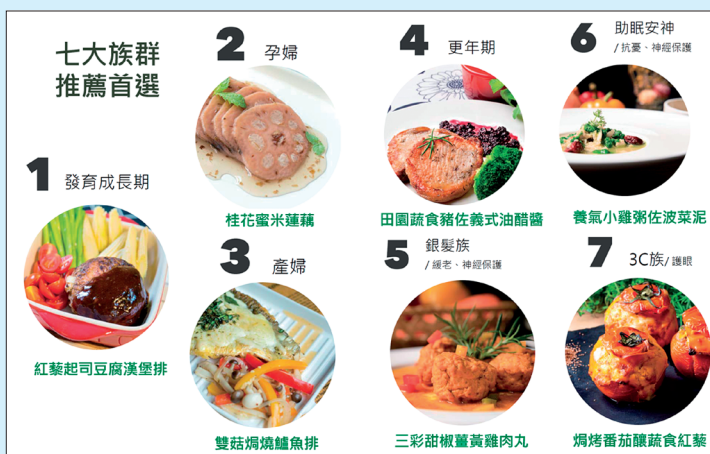 七大族群
推薦首選
1 發育成長期
紅藜起司豆腐漢堡排
2 孕婦
桂花蜜米蓮藕
3 產婦
雙菇焗燒鱸魚排
4 更年期
田園蔬食豬佐義式油醋醬
5 銀髮族
/ 緩老、神經保護
三彩甜椒薑黃雞肉丸
6 助眠安神
/ 抗憂、神經保護
養氣小雞粥佐波菜泥
7 3C族/ 護眼
焗烤番茄釀蔬食紅藜